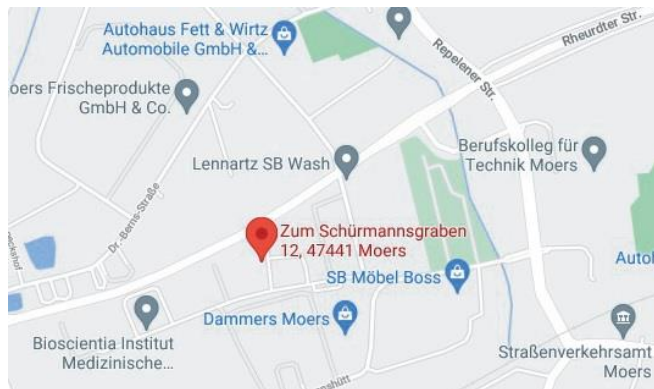 Autohaus Fett & Wirtz
Automobile GmbH &...
Repelener Str.
Rheurdter Str.
oers Frischeprodukte
GmbH & Co.
Lennartz SB Wash
Berufskolleg für
Technik Moers
Dr.-Berns-Straße
Zum Schürmannsgraben
12, 47441 Moers
Autol
SB Möbel Boss
Dammers Moers
Bioscientia Institut
Medizinische...
Straßenverkehrsamt
Moers